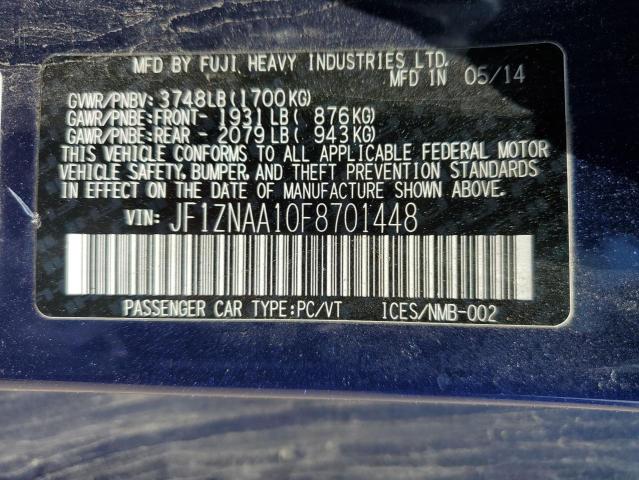 MFD BY FUJI HEAVY INDUSTRIES LTD.
MFD IN 05/14
GVWR/PNBV: 3748LB(1700KG)
GAWR/PNBE:FRONT- 1931LB( 876KG)
GAWR/PNBE:REAR - 2079LB( 943KG)
THIS VEHICLE CONFORMS TO ALL APPLICABLE FEDERAL MOTOR
VEHICLE SAFETY, BUMPER, AND THEFT PREVENTION STANDARDS
IN EFFECT ON THE DATE OF MANUFACTURE SHOWN ABOVE.
VIN: JF1ZNAA10F8701448
PASSENGER CAR TYPE:PC/VT ICES/NMB-002